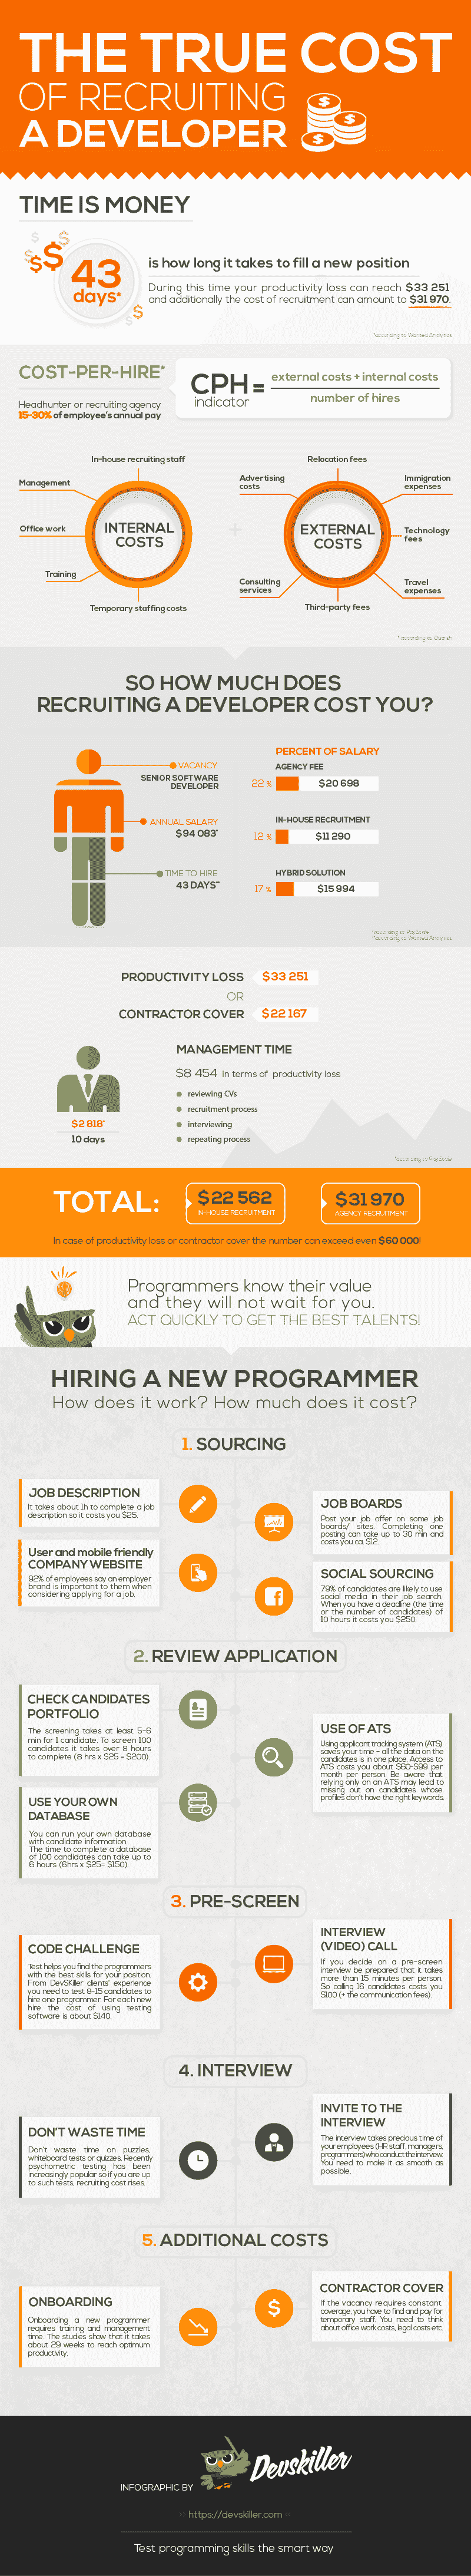 THE TRUE COST
OF RECRUITING
A DEVELOPER
TIME IS MONEY
43
days*
is how long it takes to fill a new position
During this time your productivity loss can reach $33 251
and additionally the cost of recruitment can amount to $31 970.
*according to Wanted Analytics
COST-PER-HIRE*
Headhunter or recruiting agency
15-30% of employee's annual pay
CPH =
indicator
external costs + internal costs
number of hires
In-house recruiting staff
Management
Office work
Training
Temporary staffing costs
INTERNAL
COSTS
+
Relocation fees
Advertising
costs
Immigration
expenses
Technology
fees
Consulting
services
Travel
expenses
Third-party fees
EXTERNAL
COSTS
SO HOW MUCH DOES
RECRUITING A DEVELOPER COST YOU?
VACANCY
SENIOR SOFTWARE
DEVELOPER
ANNUAL SALARY
$94 083*
TIME TO HIRE
43 DAYS**
PERCENT OF SALARY
AGENCY FEE
22 % $20 698
IN-HOUSE RECRUITMENT
12 % $11 290
HYBRID SOLUTION
17 % $15 994
*according to PayScale
**according to Wanted Analytics
PRODUCTIVITY LOSS $33 251
OR
CONTRACTOR COVER $22 167
$2 818*
10 days
MANAGEMENT TIME
$8 454 in terms of productivity loss
reviewing CVs
recruitment process
interviewing
repeating process
*according to PayScale
TOTAL:
$22 562
IN-HOUSE RECRUITMENT
$31 970
AGENCY RECRUITMENT
In case of productivity loss or contractor cover the number can exceed even $60 000!
Programmers know their value
and they will not wait for you.
ACT QUICKLY TO GET THE BEST TALENTS!
HIRING A NEW PROGRAMMER
How does it work? How much does it cost?
1. SOURCING
JOB DESCRIPTION
It takes about 1h to complete a job
description so it costs you $25.
JOB BOARDS
Post your job offer on some job
boards/ sites. Completing one
posting can take up to 30 min and
costs you ca. $12.
User and mobile friendly
COMPANY WEBSITE
92% of employees say an employer
brand is important to them when
considering applying for a job.
SOCIAL SOURCING
79% of candidates are likely to use
social media in their job search.
When you have a deadline (the time
or the number of candidates) of
10 hours it costs you $250.
2. REVIEW APPLICATION
CHECK CANDIDATES
PORTFOLIO
The screening takes at least 5-6
min for 1 candidate. To screen 100
candidates it takes over 8 hours
to complete (8 hrs x $25 = $200).
USE OF ATS
Using applicant tracking system (ATS)
saves your time - all the data on the
candidates is in one place. Access to
ATS costs you about $60-$99 per
month per person. Be aware that
relying only on an ATS may lead to
missing out on candidates whose
profiles don't have the right keywords.
USE YOUR OWN
DATABASE
You can run your own database
with candidate information.
The time to complete a database
of 100 candidates can take up to
6 hours (6hrs x $25= $150).
3. PRE-SCREEN
CODE CHALLENGE
Test helps you find the programmers
with the best skills for your position.
From DevSKiller clients' experience
you need to test 8-15 candidates to
hire one programmer. For each new
hire the cost of using testing
software is about $140.
INTERVIEW
(VIDEO) CALL
If you decide on a pre-screen
interview be prepared that it takes
more than 15 minutes per person.
So calling 16 candidates costs you
$100 (+ the communication fees).
4. INTERVIEW
DON'T WASTE TIME
Don't waste time on puzzles,
whiteboard tests or quizzes. Recently
psychometric testing has been
increasingly popular so if you are up
to such tests, recruiting cost rises.
INVITE TO THE
INTERVIEW
The interview takes precious time of
your employees (HR staff, managers,
programmers) who conduct the interview.
You need to make it as smooth as
possible.
5. ADDITIONAL COSTS
ONBOARDING
Onboarding a new programmer
requires training and management
time. The studies show that it takes
about 29 weeks to reach optimum
productivity.
CONTRACTOR COVER
If the vacancy requires constant
coverage, you have to find and pay for
temporary staff. You need to think
about office work costs, legal costs etc.
INFOGRAPHIC BY
Devskiller
https://devskiller.com
Test programming skills the smart way